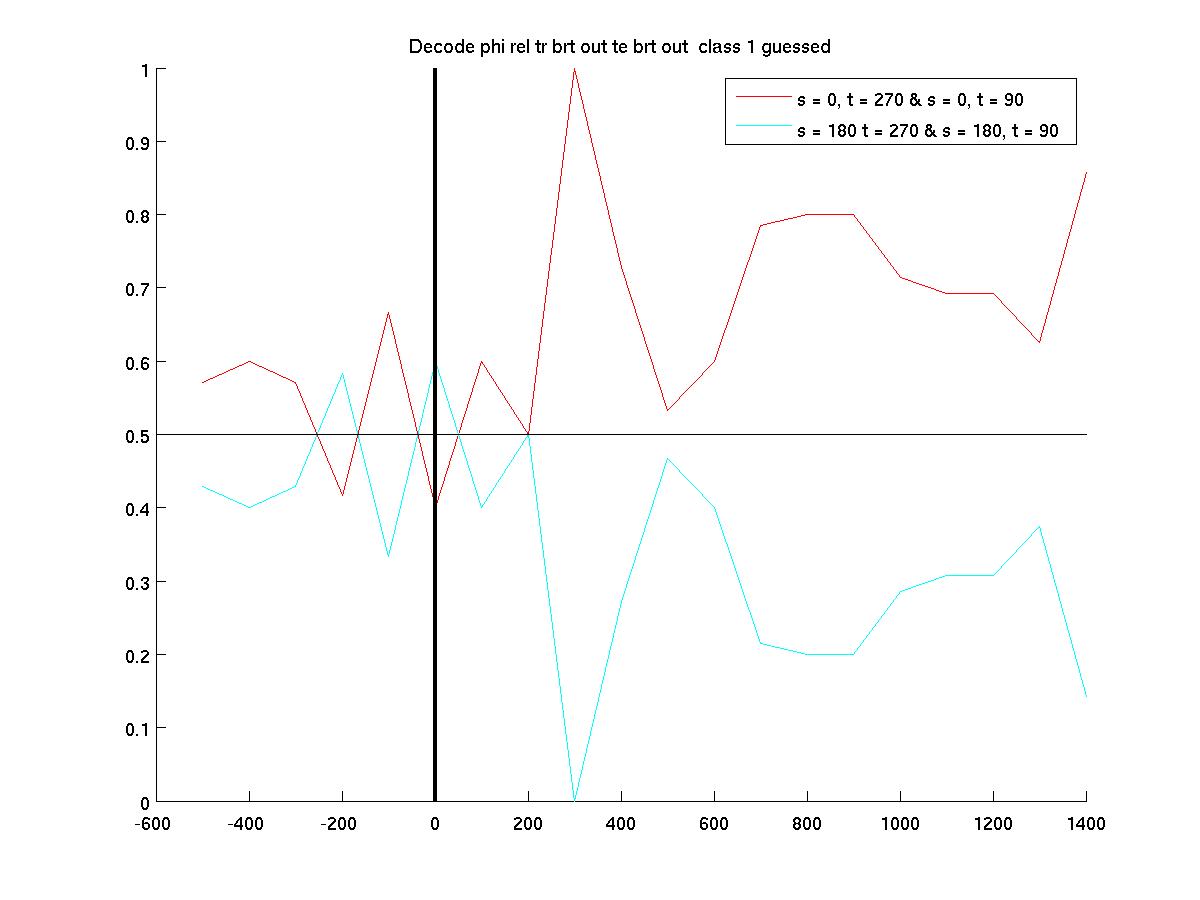 Decode phi rel tr brt out te brt out  class 1 guessed
s = 0, t = 270 & s = 0, t = 90
s = 180 t = 270 & s = 180, t = 90
1
0.9
0.8
0.7
0.6
0.5
0.4
0.3
0.2
0.1
0
-600 -400 -200 0 200 400 600 800 1000 1200 1400